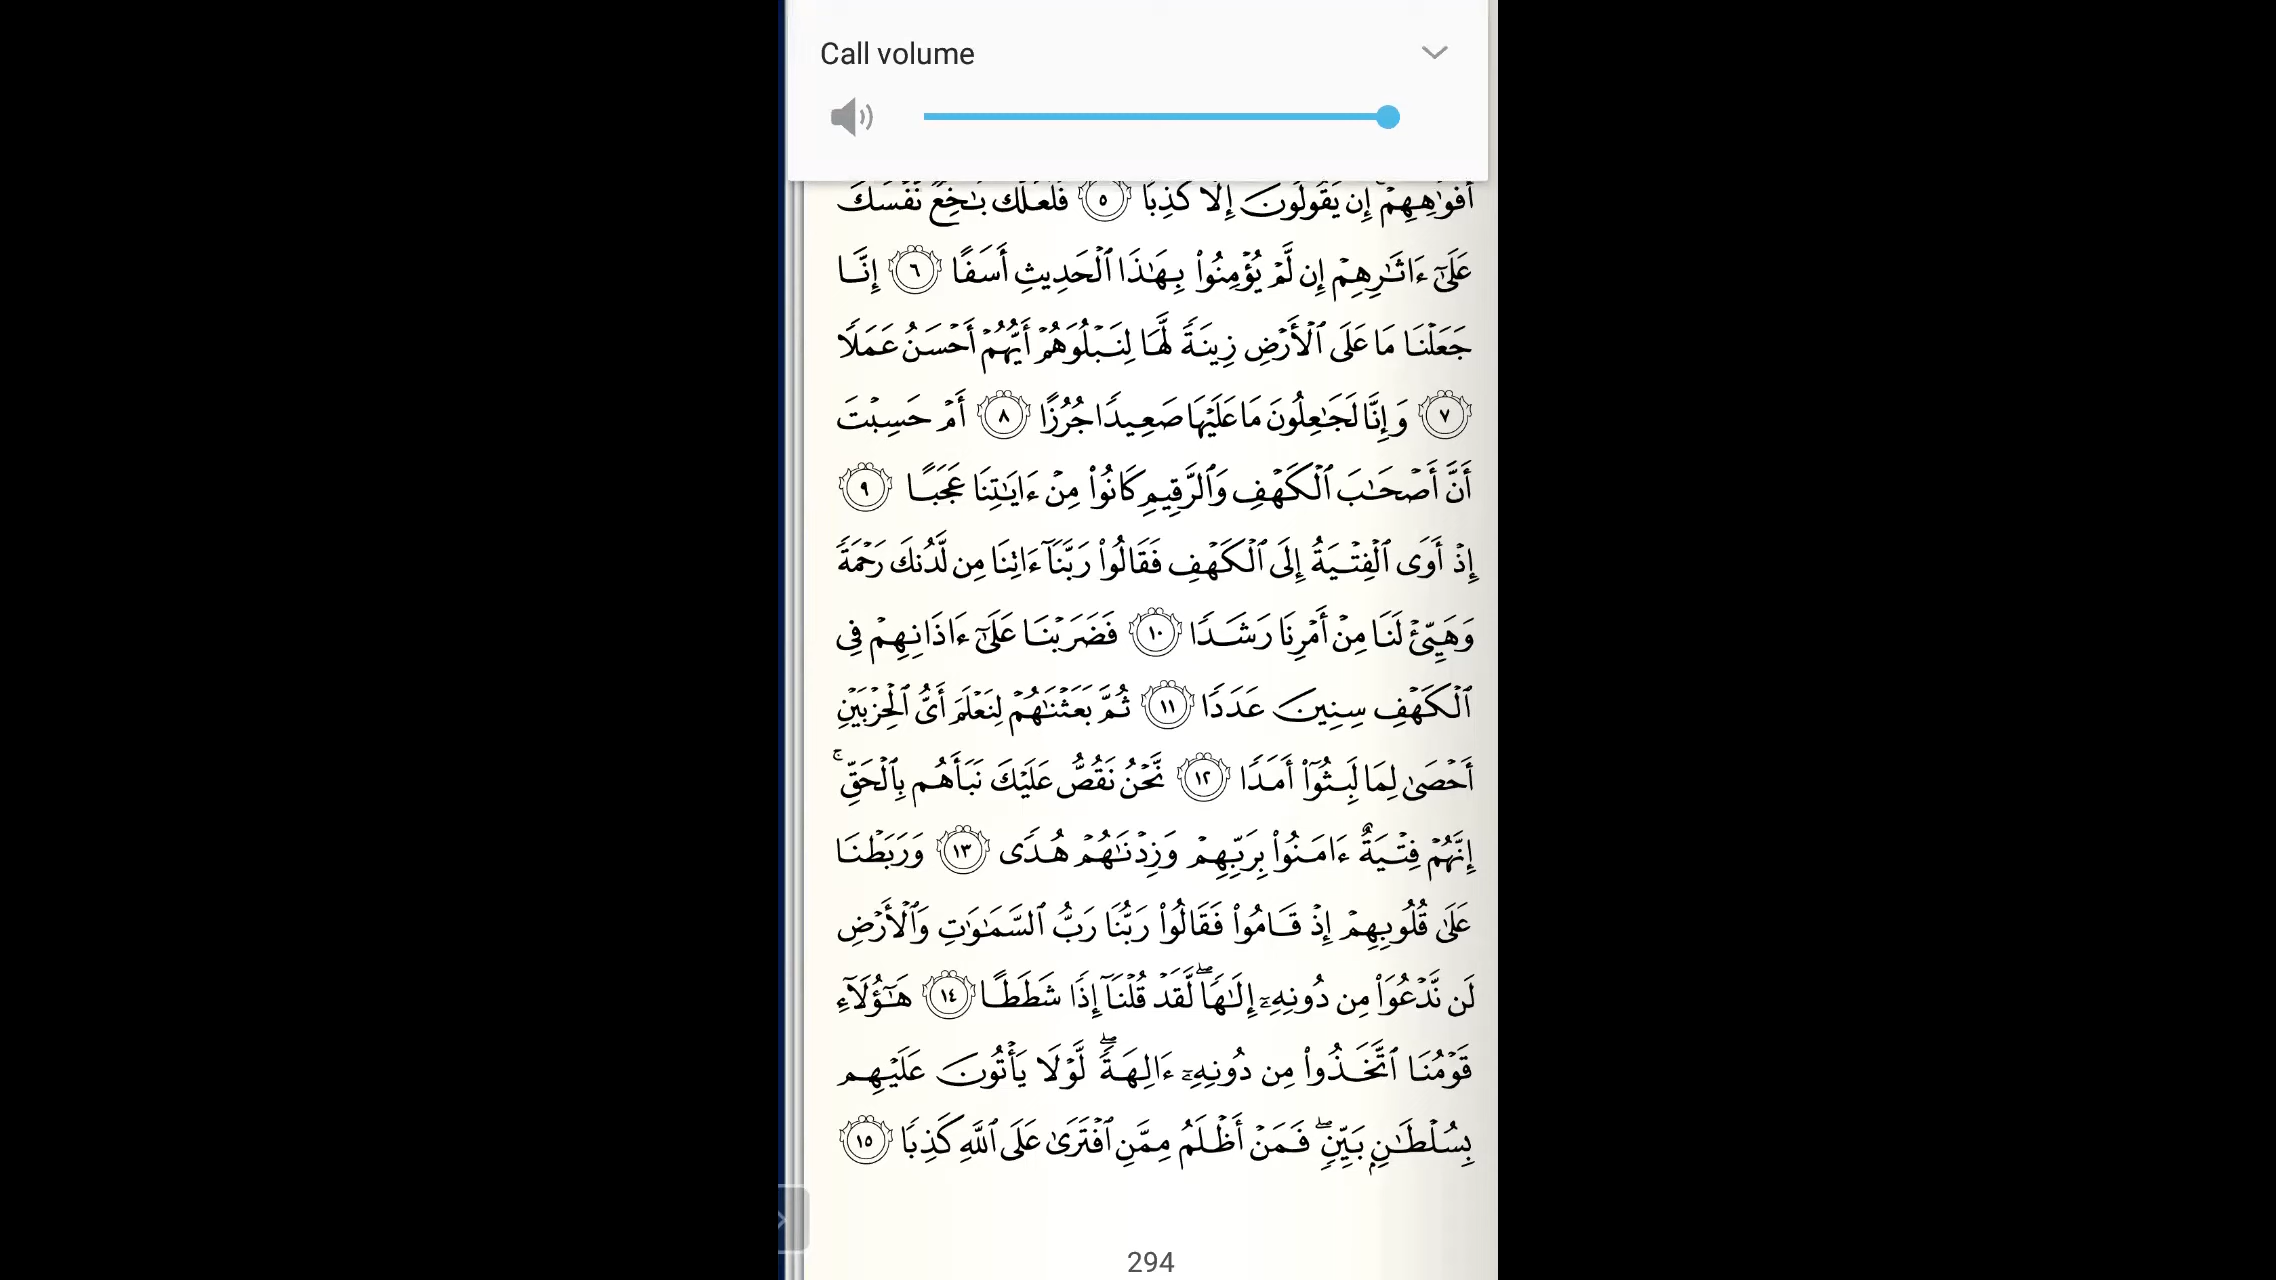 Call volume
أَفۡوَٰهِهِمۡۚ إِن يَقُولُونَ إِلَّا كَذِبٗا ٥ فَلَعَلَّكَ بَٰخِعٞ نَّفۡسَكَ
عَلَىٰٓ ءَاثَٰرِهِمۡ إِن لَّمۡ يُؤۡمِنُواْ بِهَٰذَا ٱلۡحَدِيثِ أَسَفًا ٦ إِنَّا
جَعَلۡنَا مَا عَلَى ٱلۡأَرۡضِ زِينَةٗ لَّهَا لِنَبۡلُوَهُمۡ أَيُّهُمۡ أَحۡسَنُ عَمَلٗا
٧ وَإِنَّا لَجَٰعِلُونَ مَا عَلَيۡهَا صَعِيدٗا جُرُزًا ٨ أَمۡ حَسِبۡتَ
أَنَّ أَصۡحَٰبَ ٱلۡكَهۡفِ وَٱلرَّقِيمِ كَانُواْ مِنۡ ءَايَٰتِنَا عَجَبًا ٩
إِذۡ أَوَى ٱلۡفِتۡيَةُ إِلَى ٱلۡكَهۡفِ فَقَالُواْ رَبَّنَآ ءَاتِنَا مِن لَّدُنكَ رَحۡمَةٗ
وَهَيِّئۡ لَنَا مِنۡ أَمۡرِنَا رَشَدٗا ١٠ فَضَرَبۡنَا عَلَىٰٓ ءَاذَانِهِمۡ فِي
ٱلۡكَهۡفِ سِنِينَ عَدَدٗا ١١ ثُمَّ بَعَثۡنَٰهُمۡ لِنَعۡلَمَ أَيُّ ٱلۡحِزۡبَيۡنِ
أَحۡصَىٰ لِمَا لَبِثُوٓاْ أَمَدٗا ١٢ نَّحۡنُ نَقُصُّ عَلَيۡكَ نَبَأَهُم بِٱلۡحَقِّۚ
إِنَّهُمۡ فِتۡيَةٌ ءَامَنُواْ بِرَبِّهِمۡ وَزِدۡنَٰهُمۡ هُدٗى ١٣ وَرَبَطۡنَا
عَلَىٰ قُلُوبِهِمۡ إِذۡ قَامُواْ فَقَالُواْ رَبُّنَا رَبُّ ٱلسَّمَٰوَٰتِ وَٱلۡأَرۡضِ
لَن نَّدۡعُوَاْ مِن دُونِهِۦٓ إِلَٰهٗاۖ لَّقَدۡ قُلۡنَآ إِذٗا شَطَطًا ١٤ هَٰٓؤُلَآءِ
قَوۡمُنَا ٱتَّخَذُواْ مِن دُونِهِۦٓ ءَالِهَةٗۖ لَّوۡلَا يَأۡتُونَ عَلَيۡهِم
بِسُلۡطَٰنِۭ بَيِّنٖۖ فَمَنۡ أَظۡلَمُ مِمَّنِ ٱفۡتَرَىٰ عَلَى ٱللَّهِ كَذِبٗا ١٥
294